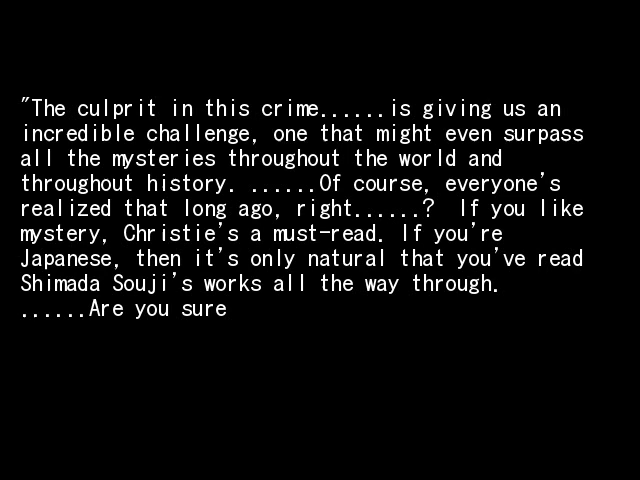 "The culprit in this crime......is giving us an
incredible challenge, one that might even surpass
all the mysteries throughout the world and
throughout history. ......Of course, everyone's
realized that long ago, right......?  If you like
mystery, Christie's a must-read. If you're
Japanese, then it's only natural that you've read
Shimada Souji's works all the way through.
......Are you sure